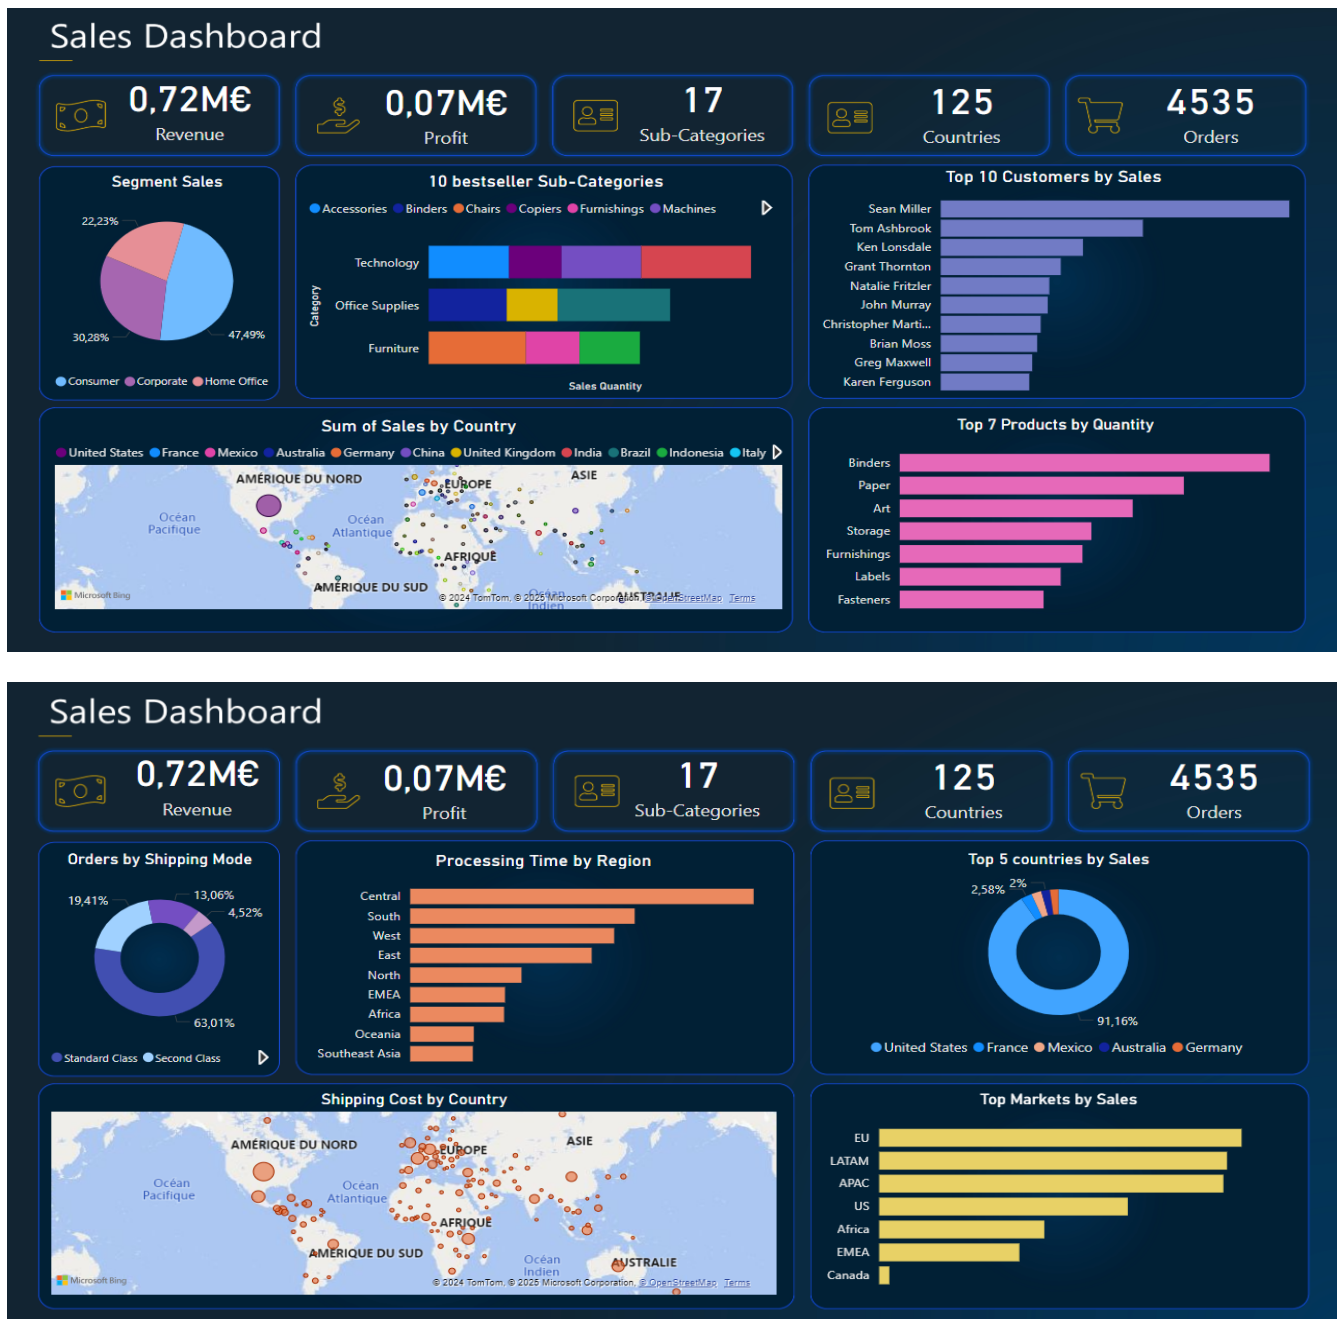 Sales Dashboard
0,72M€
Revenue
0,07M€
Profit
17
Sub-Categories
125
Countries
4535
Orders
Segment Sales
22,23%
30,28%
47,49%
Consumer Corporate Home Office
10 bestseller Sub-Categories
Accessories Binders Chairs Copiers Furnishings Machines
Category
Technology
Office Supplies
Furniture
Sales Quantity
Top 10 Customers by Sales
Sean Miller
Tom Ashbrook
Ken Lonsdale
Grant Thornton
Natalie Fritzler
John Murray
Christopher Marti...
Brian Moss
Greg Maxwell
Karen Ferguson
Sum of Sales by Country
United States France Mexico Australia Germany China United Kingdom India Brazil Indonesia Italy
AMÉRIQUE DU NORD
EUROPE
ASIE
Océan
Pacifique
Océan
Atlantique
AFRIQUE
AMÉRIQUE DU SUD
Océan
Indien
AUSTRALIE
Microsoft Bing
© 2024 TomTom, © 2025 Microsoft Corporation, © OpenStreetMap Terms
Top 7 Products by Quantity
Binders
Paper
Art
Storage
Furnishings
Labels
Fasteners
Sales Dashboard
0,72M€
Revenue
0,07M€
Profit
17
Sub-Categories
125
Countries
4535
Orders
Orders by Shipping Mode
19,41%
13,06%
4,52%
63,01%
Standard Class Second Class
Processing Time by Region
Central
South
West
East
North
EMEA
Africa
Oceania
Southeast Asia
Top 5 countries by Sales
2,58%
2%
91,16%
United States France Mexico Australia Germany
Shipping Cost by Country
AMÉRIQUE DU NORD
EUROPE
ASIE
Océan
Pacifique
Océan
Atlantique
AFRIQUE
AMÉRIQUE DU SUD
Océan
Indien
AUSTRALIE
Microsoft Bing
© 2024 TomTom, © 2025 Microsoft Corporation, © OpenStreetMap Terms
Top Markets by Sales
EU
LATAM
APAC
US
Africa
EMEA
Canada